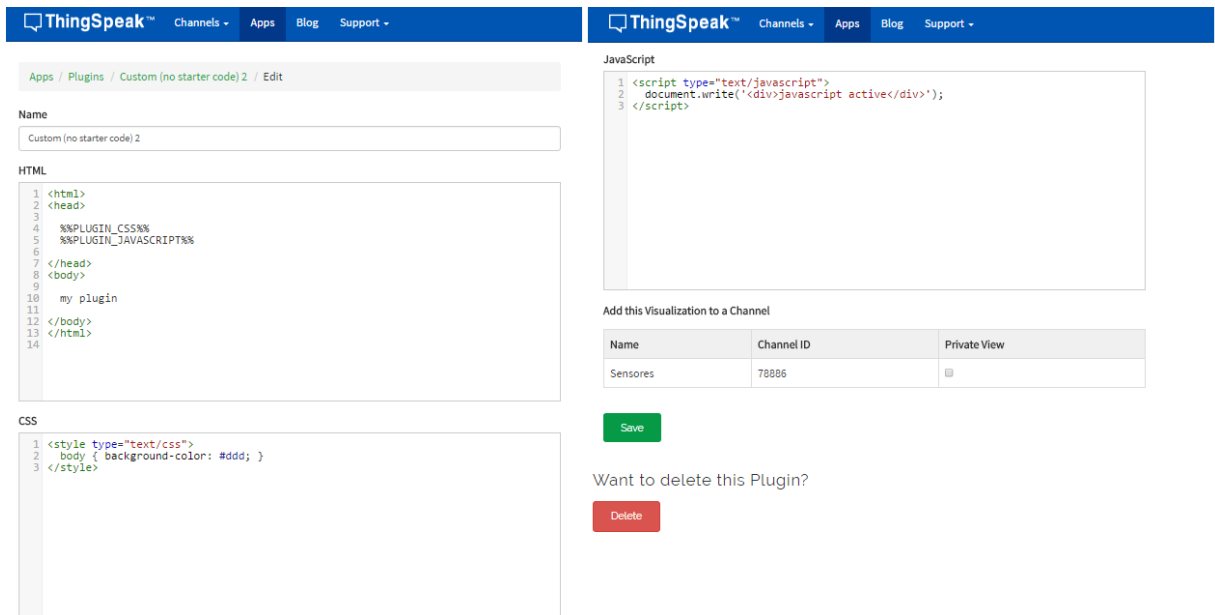 ThingSpeak™ Channels Apps Blog Support
Apps / Plugins / Custom (no starter code) 2 / Edit
Name
Custom (no starter code) 2
HTML
1 <html>
2 <head>
3
4 %%PLUGIN_CSS%%
5 %%PLUGIN_JAVASCRIPT%%
6
7 </head>
8 <body>
9
10 my plugin
11
12 </body>
13 </html>
14
CSS
1 <style type="text/css">
2 body { background-color: #ddd; }
3 </style>
ThingSpeak™ Channels Apps Blog Support
JavaScript
1 <script type="text/javascript">
2 document.write('<div>javascript active</div>');
3 </script>
Add this Visualization to a Channel
Name Channel ID Private View
Sensores 78886
Save
Want to delete this Plugin?
Delete